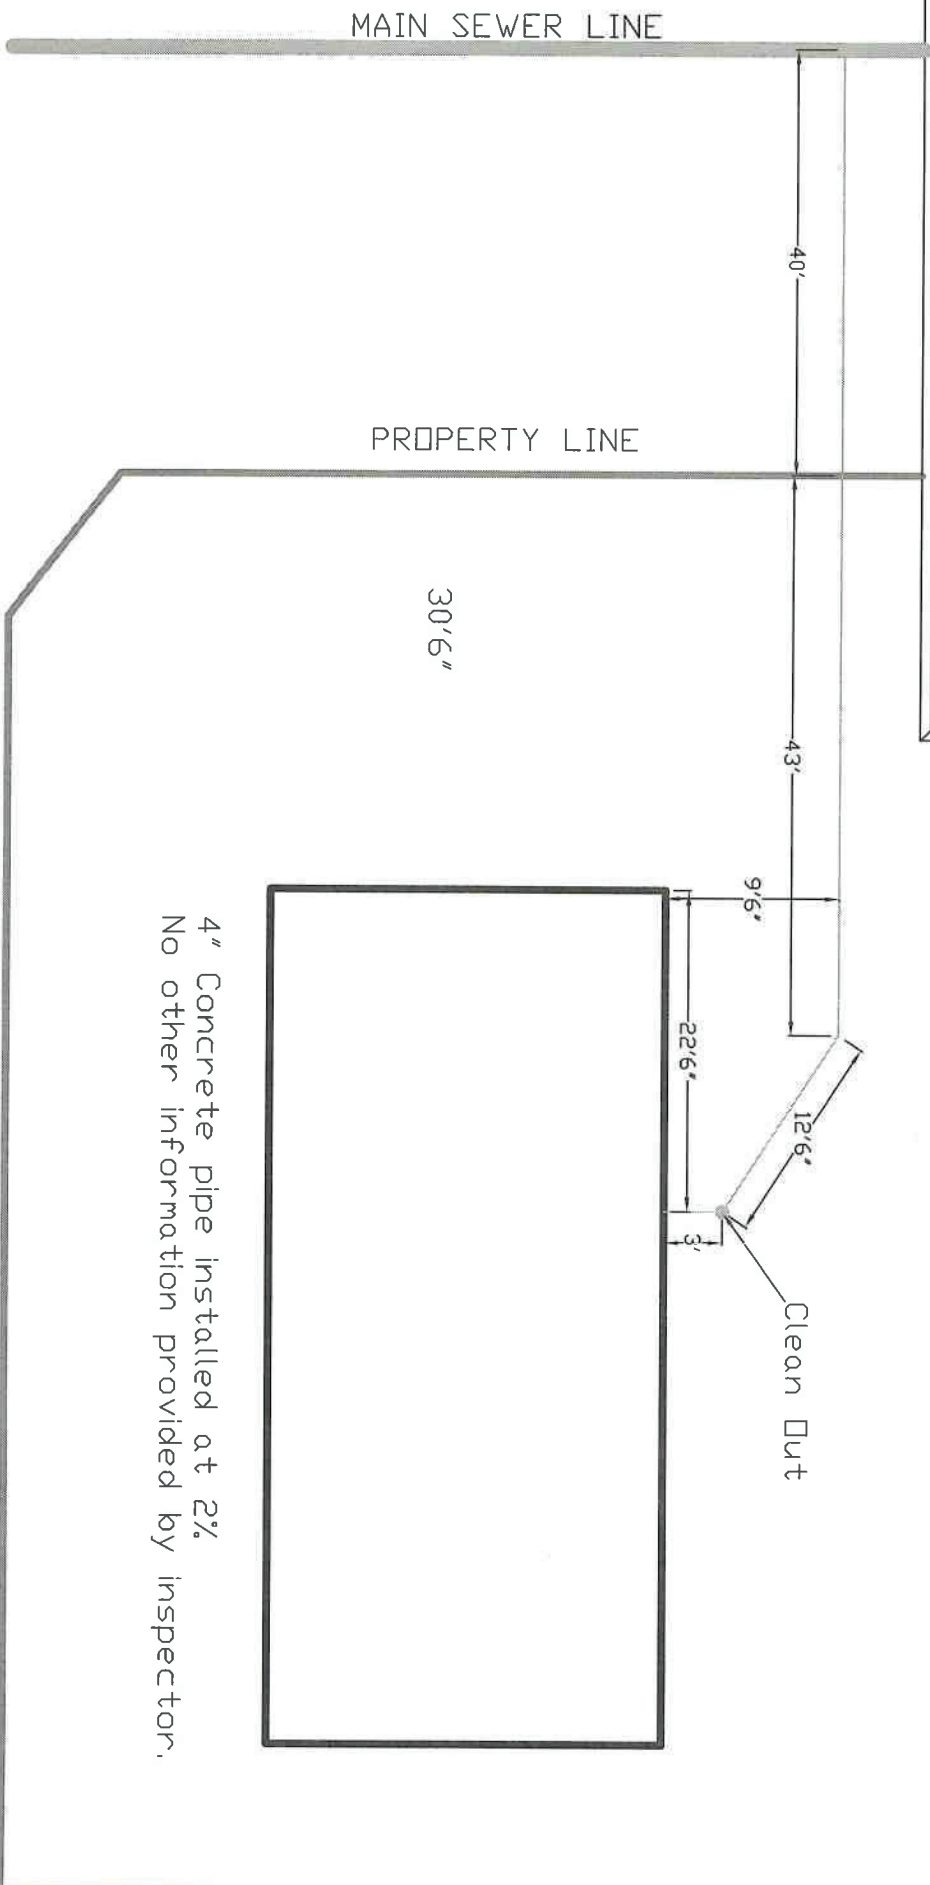 MAIN SEWER LINE
40'
PROPERTY LINE
30'6"
43'
9'6"
22'6"
12'6"
3'
Clean Out
4" Concrete pipe installed at 2%
No other information provided by inspector.